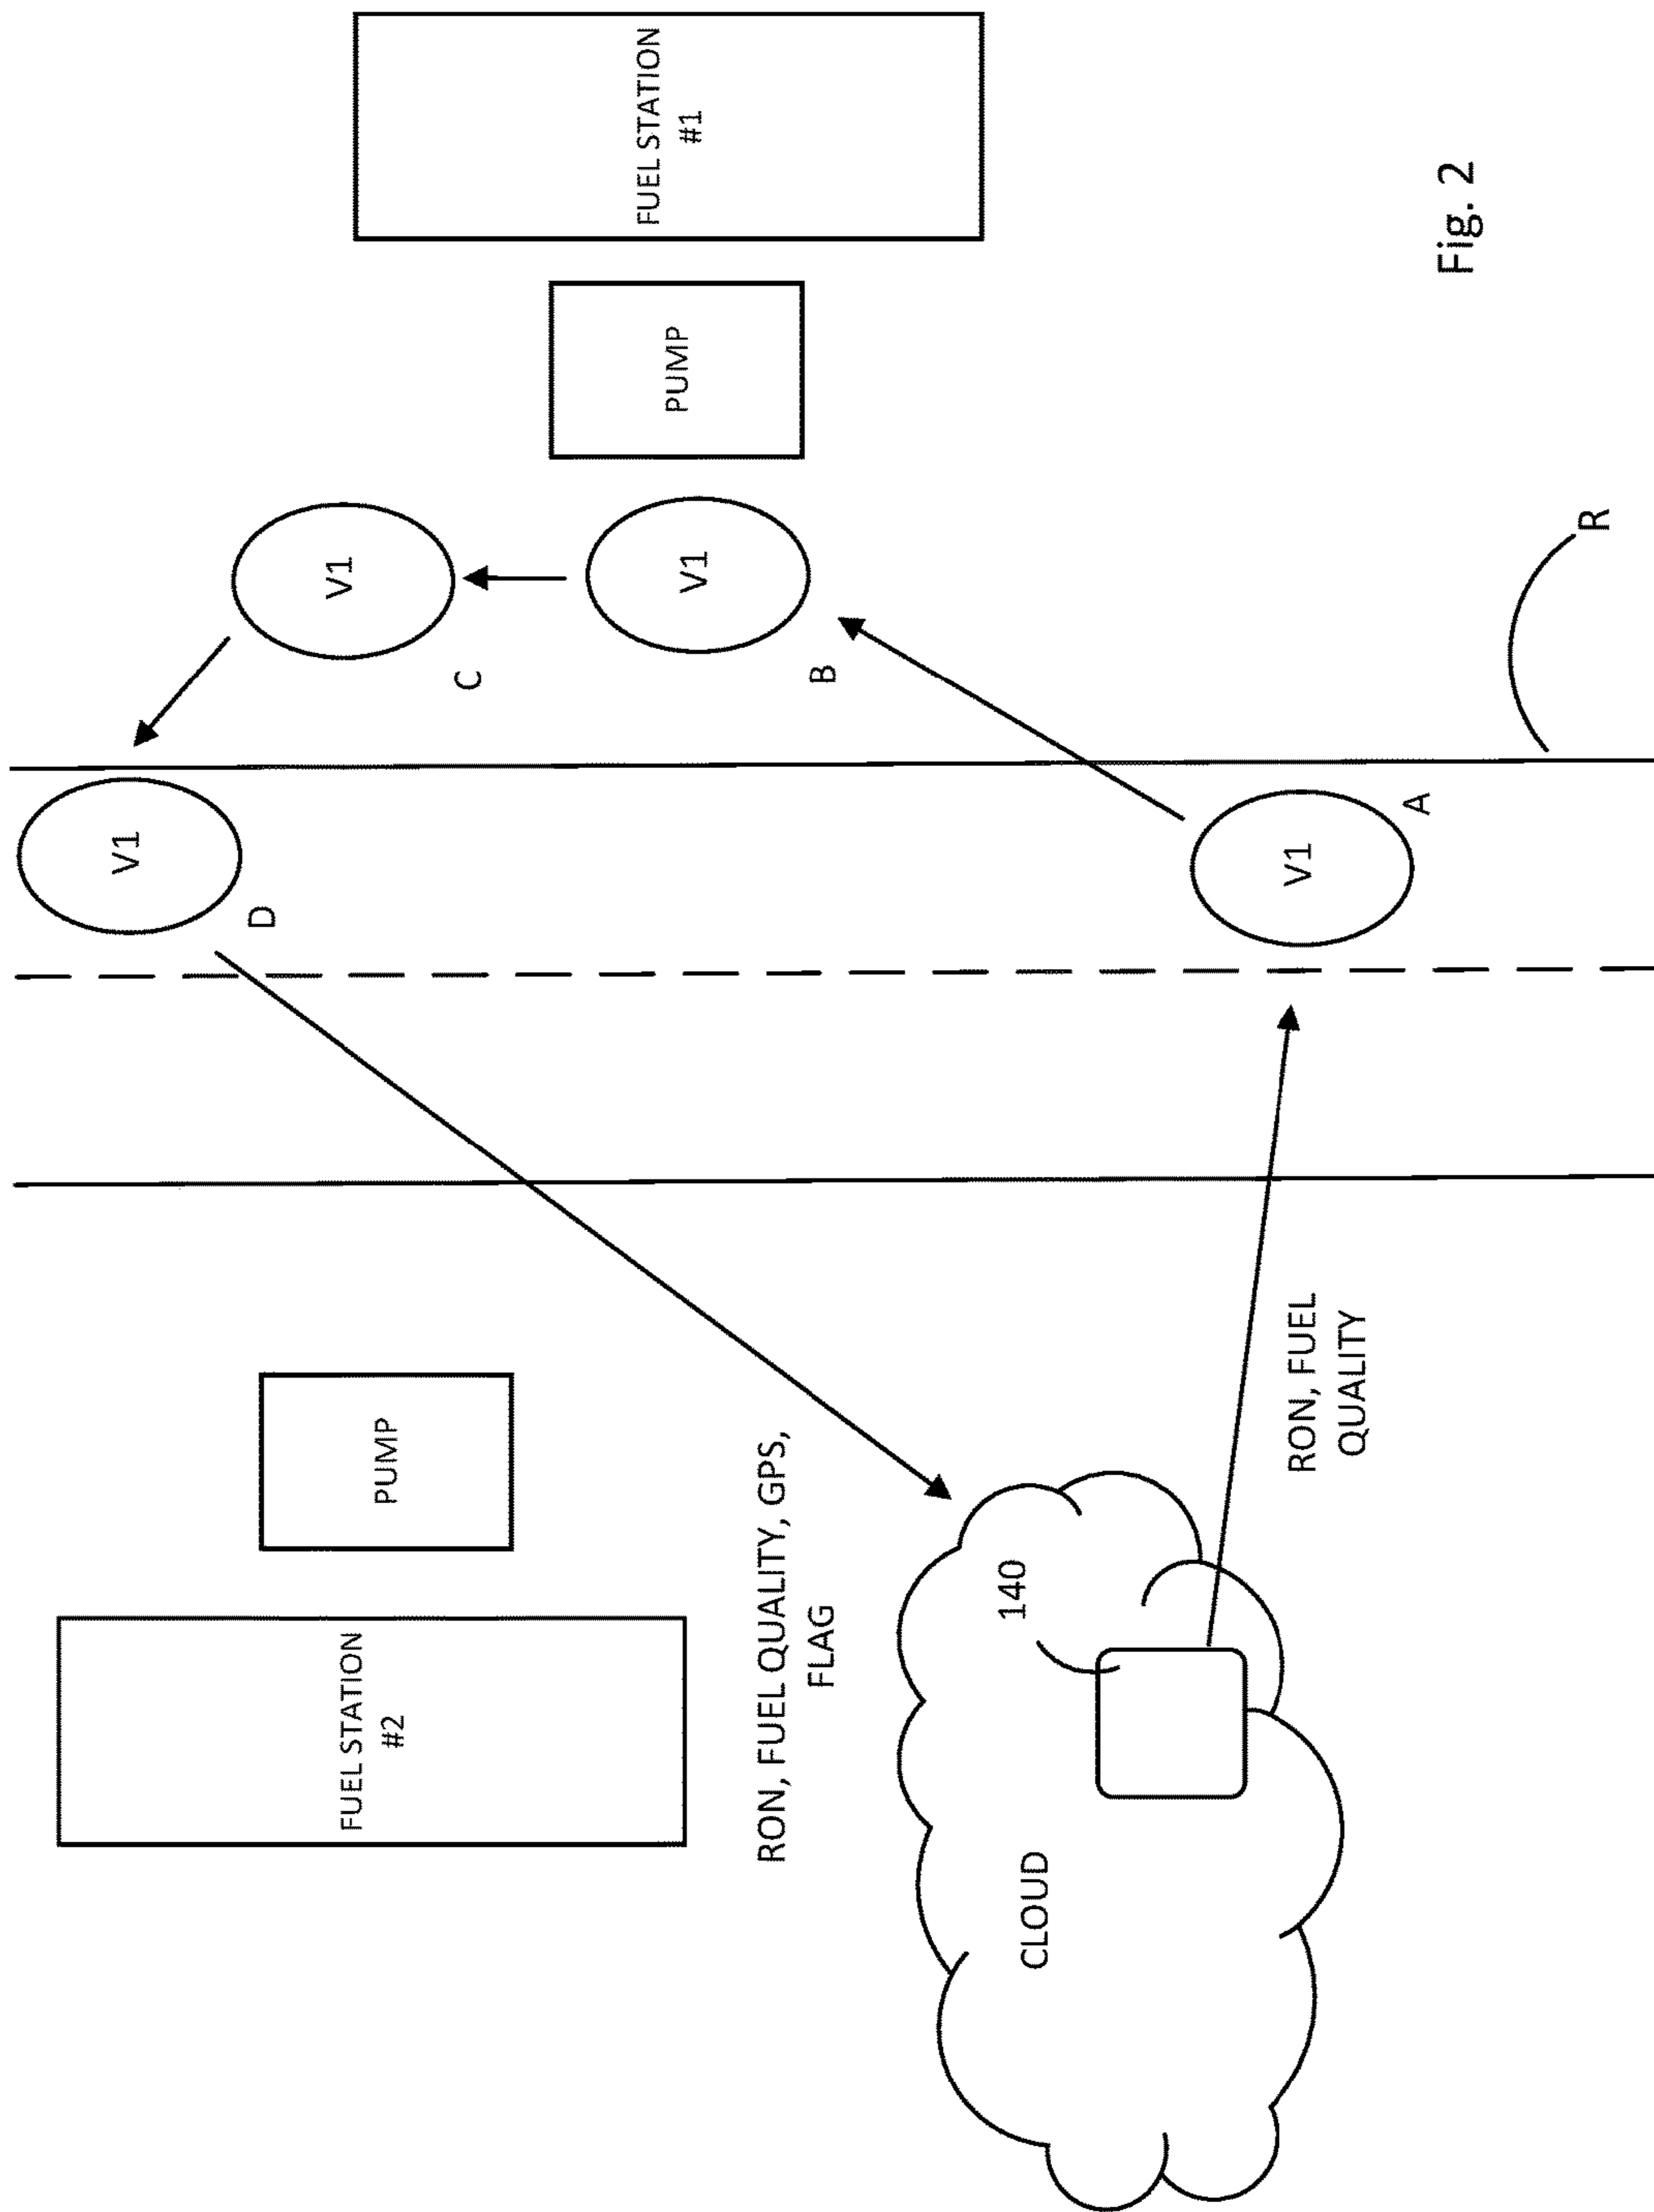 FUEL STATION
#1
PUMP
V1
C
V1
B
V1
D
V1
A
R
PUMP
FUEL STATION
#2
RON, FUEL QUALITY, GPS,
FLAG
RON, FUEL
QUALITY
140
CLOUD
Fig. 2